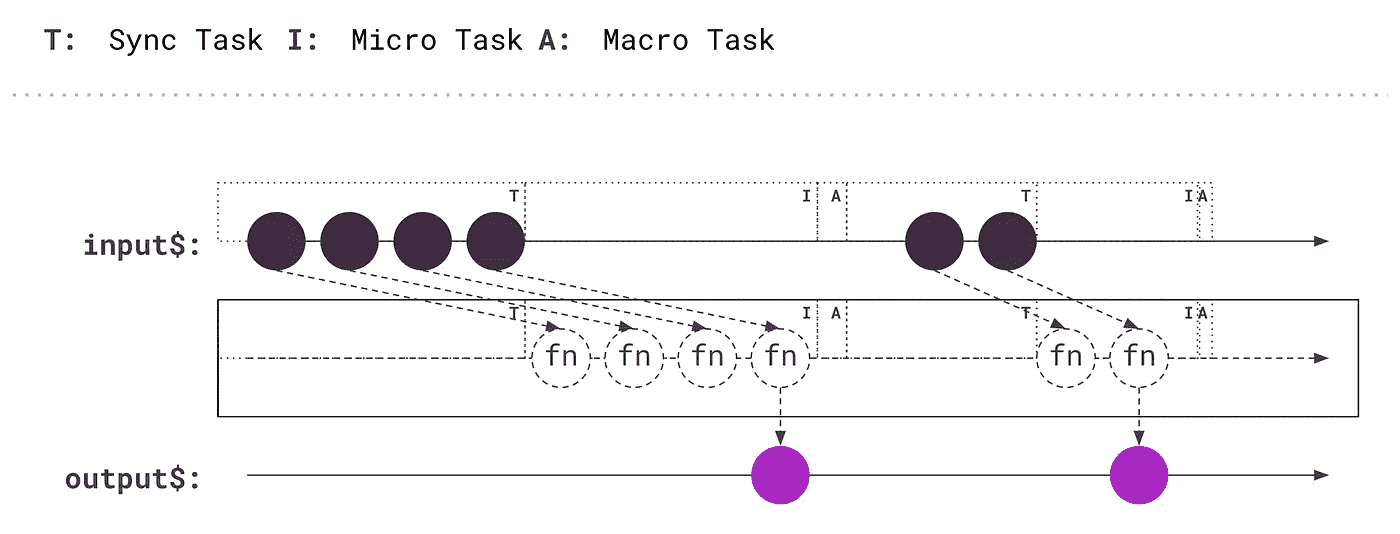 T: Sync Task I: Micro Task A: Macro Task
T I A T I A
input$:
T I A T I A
fn fn fn fn fn fn
output$: